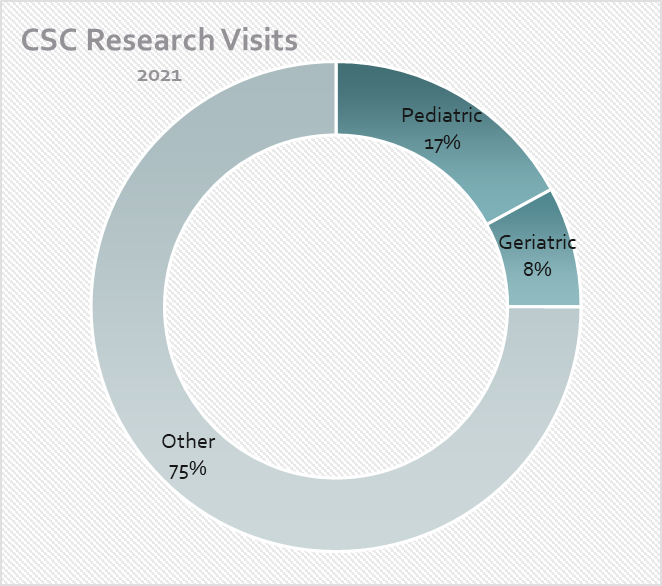 CSC Research Visits
2021
Pediatric
17%
Geriatric
8%
Other
75%